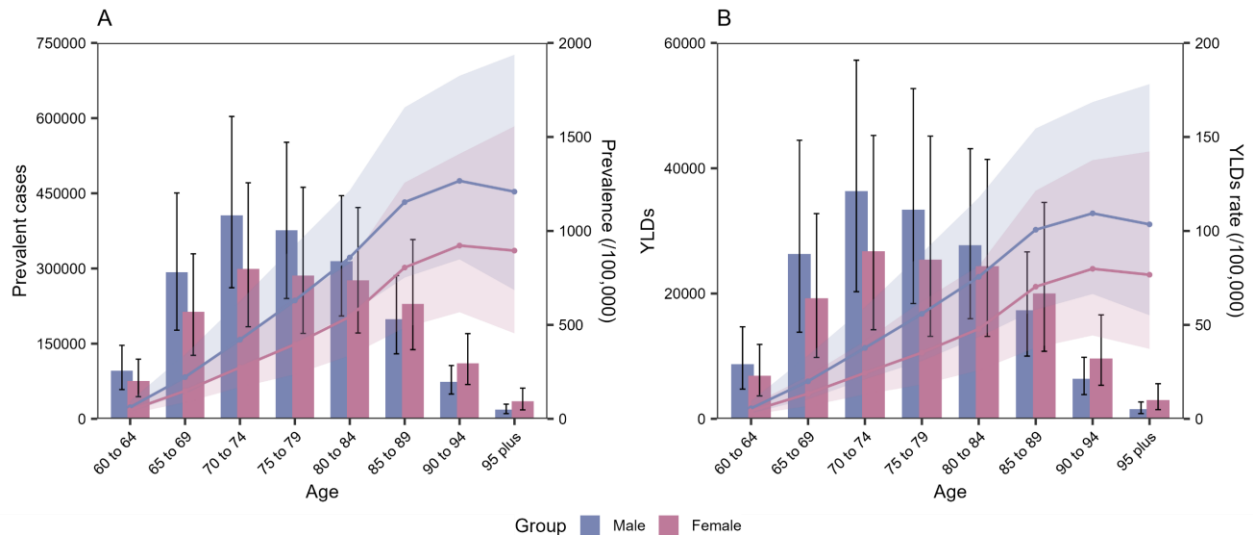 A
Prevalent cases
750000
600000
450000
300000
150000
0
2000
1500
1000
500
0
Prevalence (/100,000)
60 to 64
65 to 69
70 to 74
75 to 79
80 to 84
85 to 89
90 to 94
95 plus
Age
B
YLDs
60000
40000
20000
0
200
150
100
50
0
YLDs rate (/100,000)
60 to 64
65 to 69
70 to 74
75 to 79
80 to 84
85 to 89
90 to 94
95 plus
Age
Group Male Female